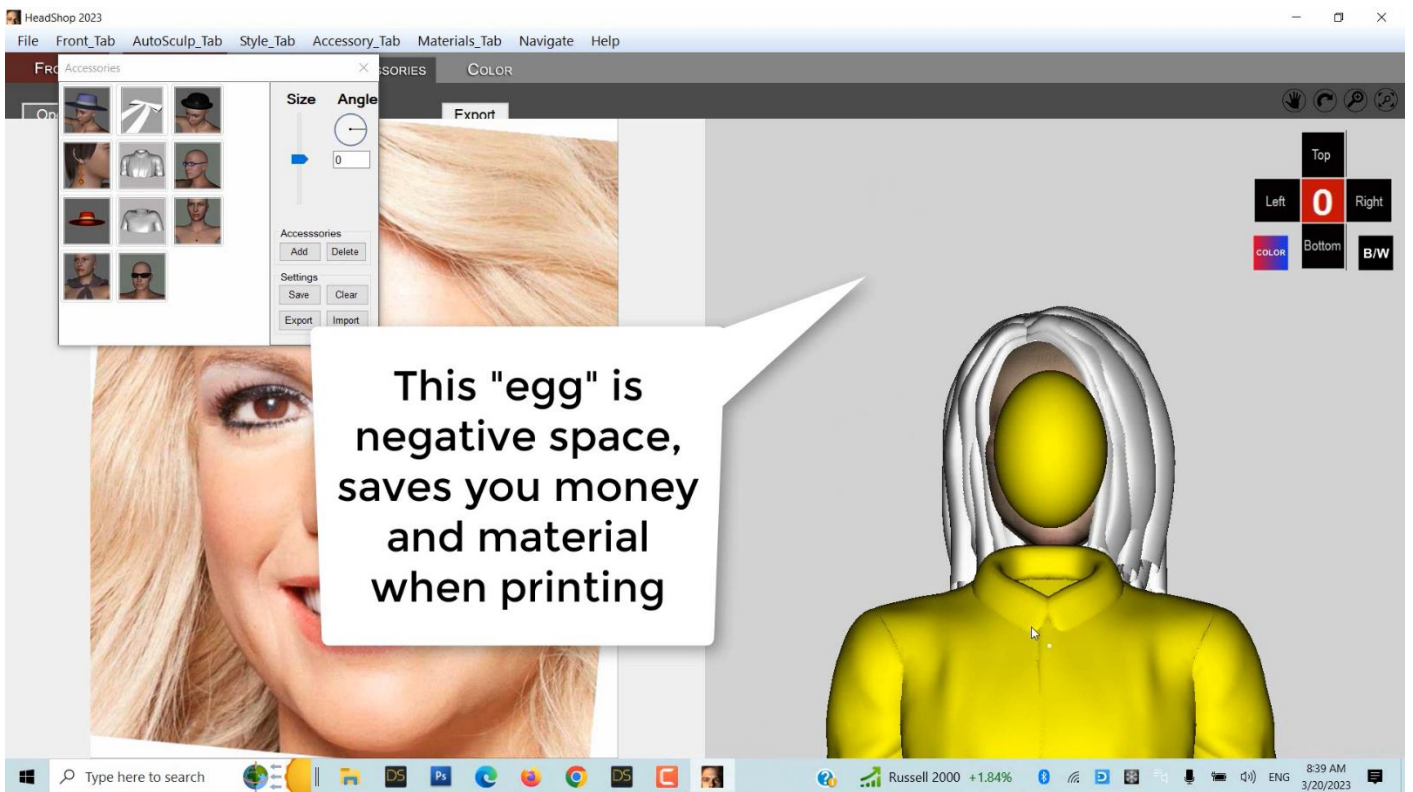 HeadShop 2023
File Front_Tab AutoSculp_Tab Style_Tab Accessory_Tab Materials_Tab Navigate Help
Accessories
COLOR
Size Angle
Export
0
Top
Left 0 Right
COLOR Bottom B/W
Accesssories
Add Delete
Settings
Save Clear
Export Import
This "egg" is
negative space,
saves you money
and material
when printing
Type here to search
DS Ps DS
Russell 2000 +1.84%
ENG
8:39 AM
3/20/2023